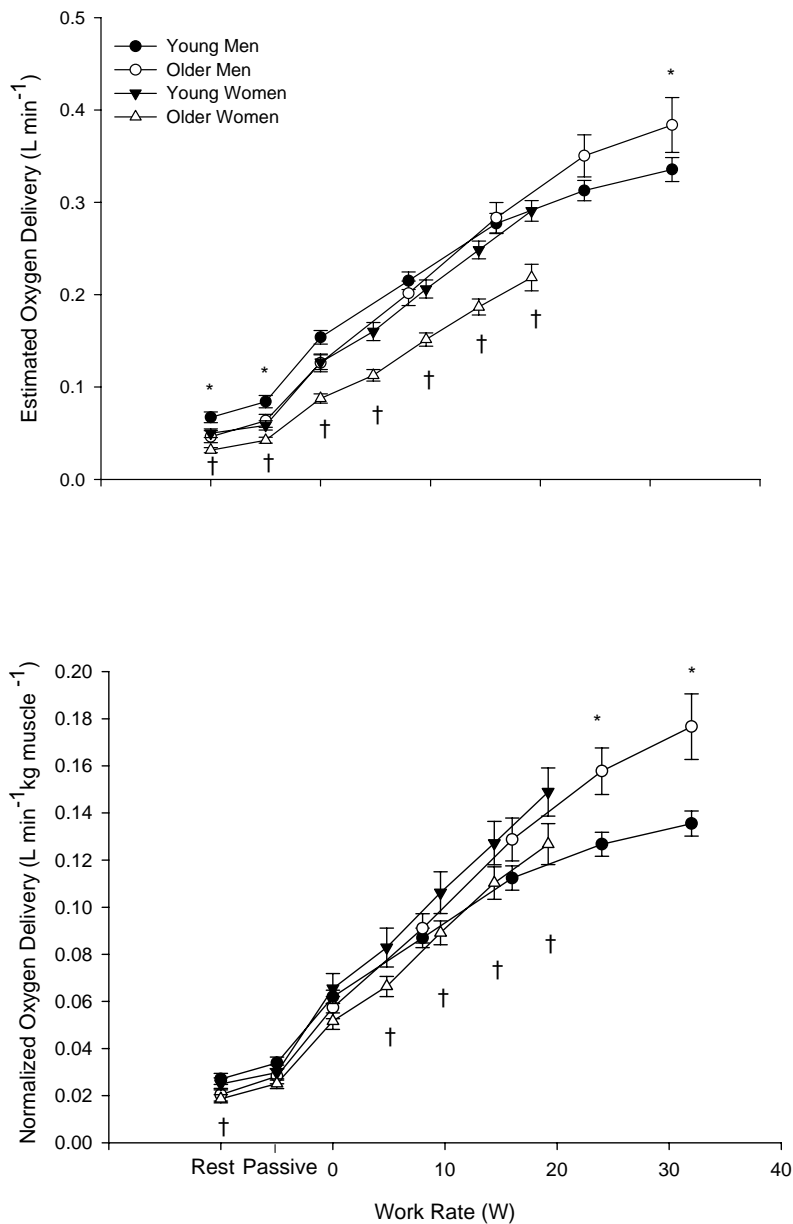 Estimated Oxygen Delivery (L min⁻¹)
0.5
0.4
0.3
0.2
0.1
0.0
Young Men
Older Men
Young Women
Older Women
*
* *
† † † † † † †
Normalized Oxygen Delivery (L min⁻¹kg muscle ⁻¹)
0.20
0.18
0.16
0.14
0.12
0.10
0.08
0.06
0.04
0.02
0.00
* *
† † † † †
Rest Passive 0 10 20 30 40
Work Rate (W)